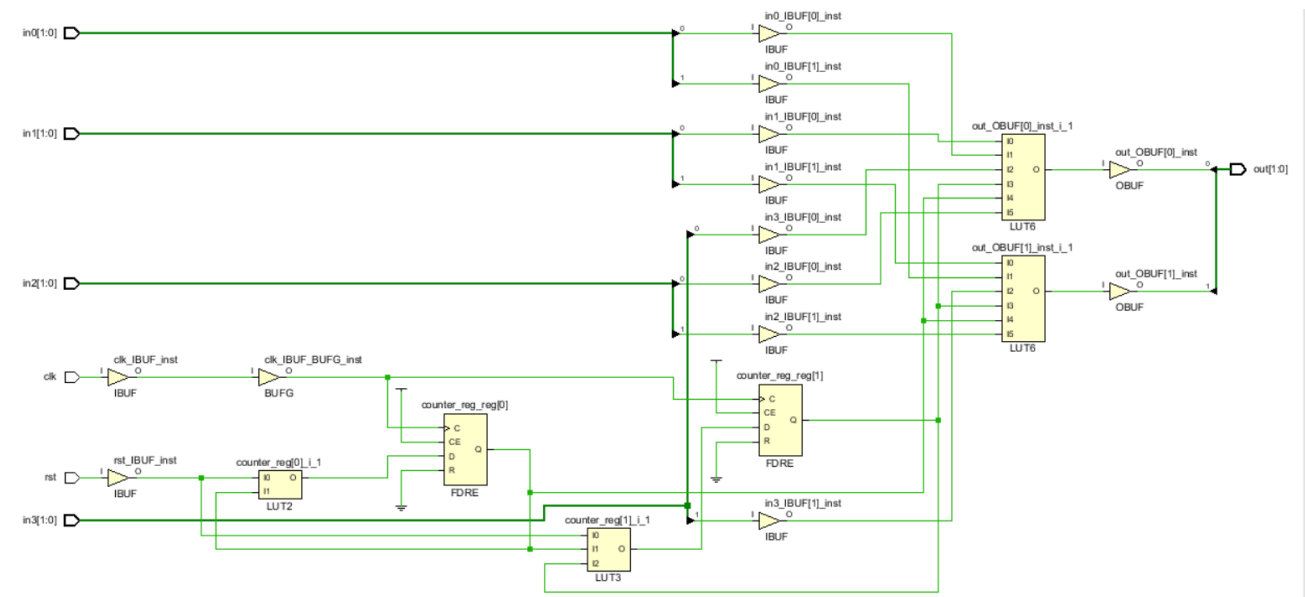 in0[1:0]
0
I
in0_IBUF[0]_inst
O
IBUF
1
I
in0_IBUF[1]_inst
O
IBUF
in1[1:0]
0
I
in1_IBUF[0]_inst
O
IBUF
1
I
in1_IBUF[1]_inst
O
IBUF
0
I
in3_IBUF[0]_inst
O
IBUF
in2[1:0]
0
I
in2_IBUF[0]_inst
O
IBUF
1
I
in2_IBUF[1]_inst
O
IBUF
out_OBUF[0]_inst_i_1
I0
I1
I2
I3
I4
I5
O
LUT6
I
out_OBUF[0]_inst
O
OBUF
0
out[1:0]
out_OBUF[1]_inst_i_1
I0
I1
I2
I3
I4
I5
O
LUT6
I
out_OBUF[1]_inst
O
OBUF
1
clk
I
clk_IBUF_inst
O
IBUF
I
clk_IBUF_BUFG_inst
O
BUFG
counter_reg_reg[0]
C
CE
D
R
Q
FDRE
counter_reg_reg[1]
C
CE
D
R
Q
FDRE
rst
I
rst_IBUF_inst
O
IBUF
counter_reg[0]_i_1
I0
I1
O
LUT2
in3[1:0]
counter_reg[1]_i_1
I0
I1
I2
O
LUT3
1
I
in3_IBUF[1]_inst
O
IBUF